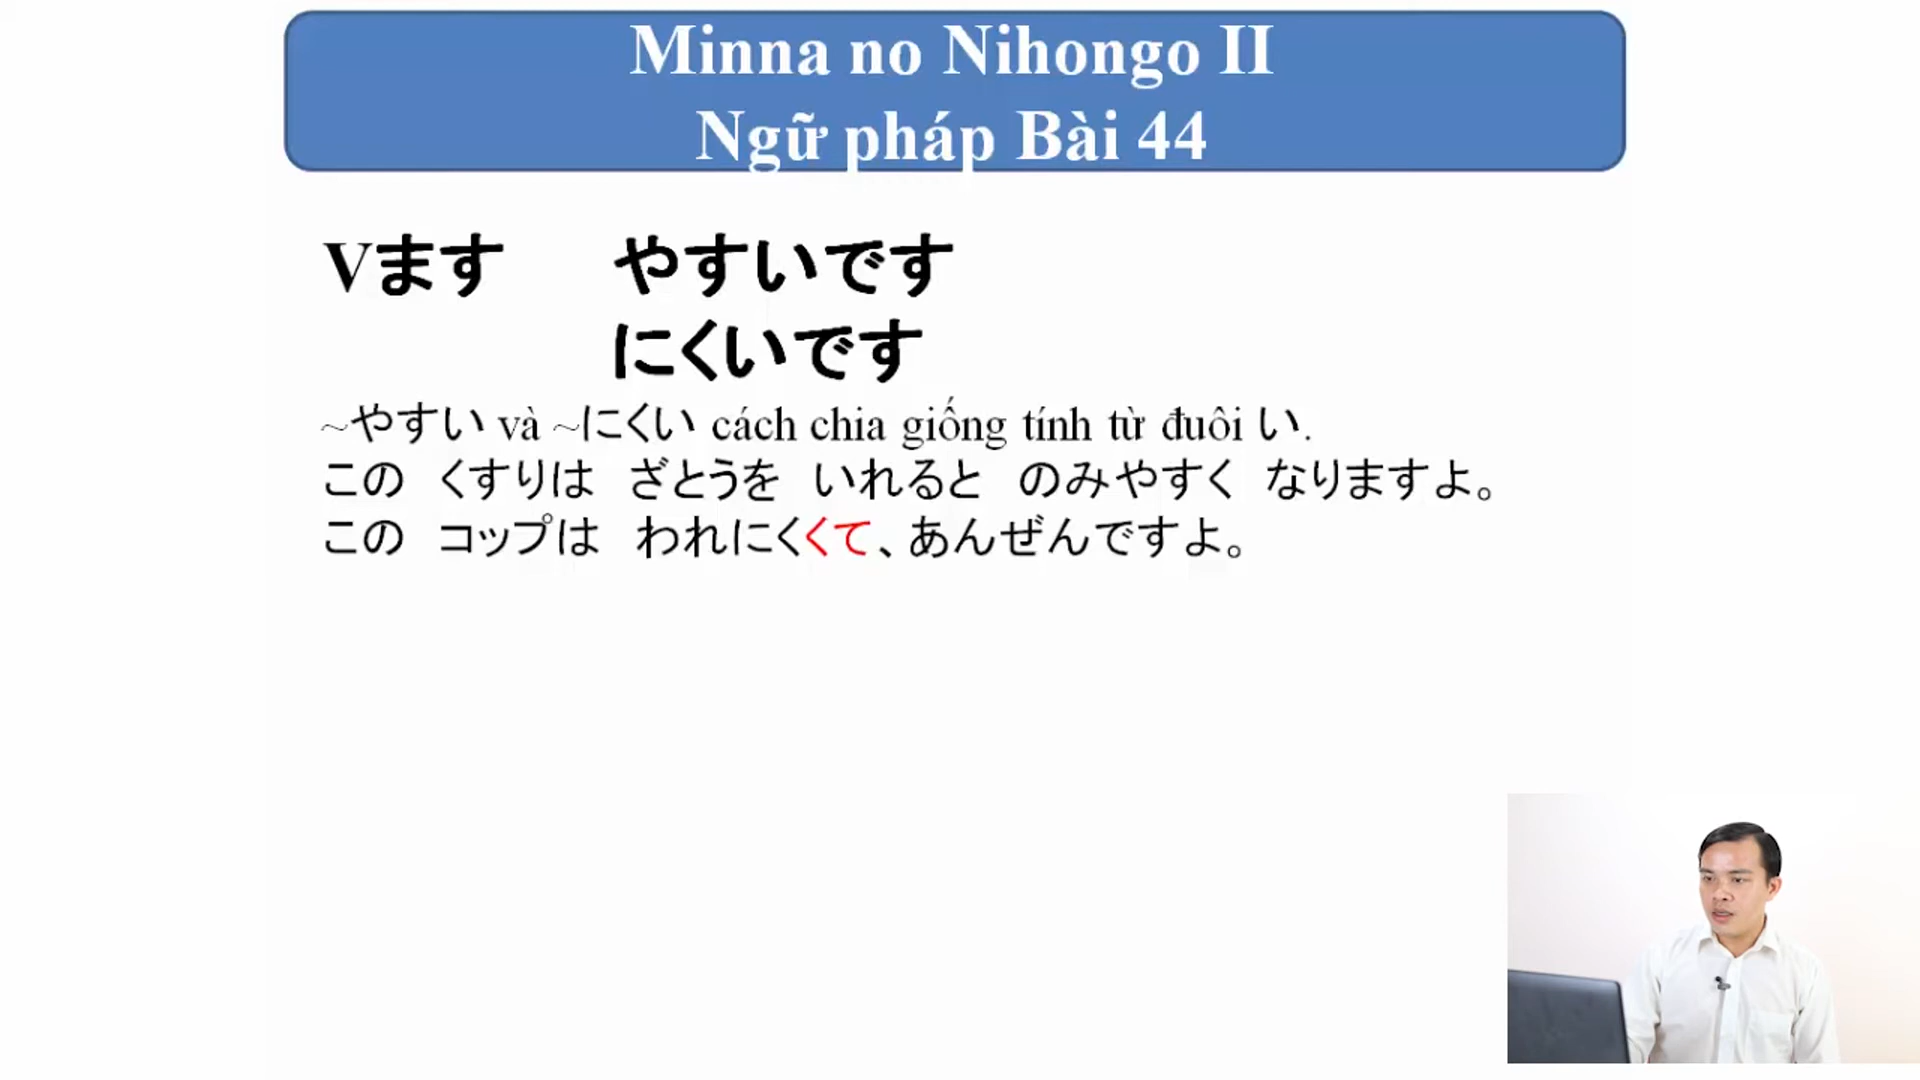 Minna no Nihongo II
Ngữ pháp Bài 44
Vます　やすいです
にくいです
~やすい và ~にくい cách chia giống tính từ đuôi い.
この　くすりは　ざとうを　いれると　のみやすく　なりますよ。
この　コップは　われにくくて、あんぜんですよ。